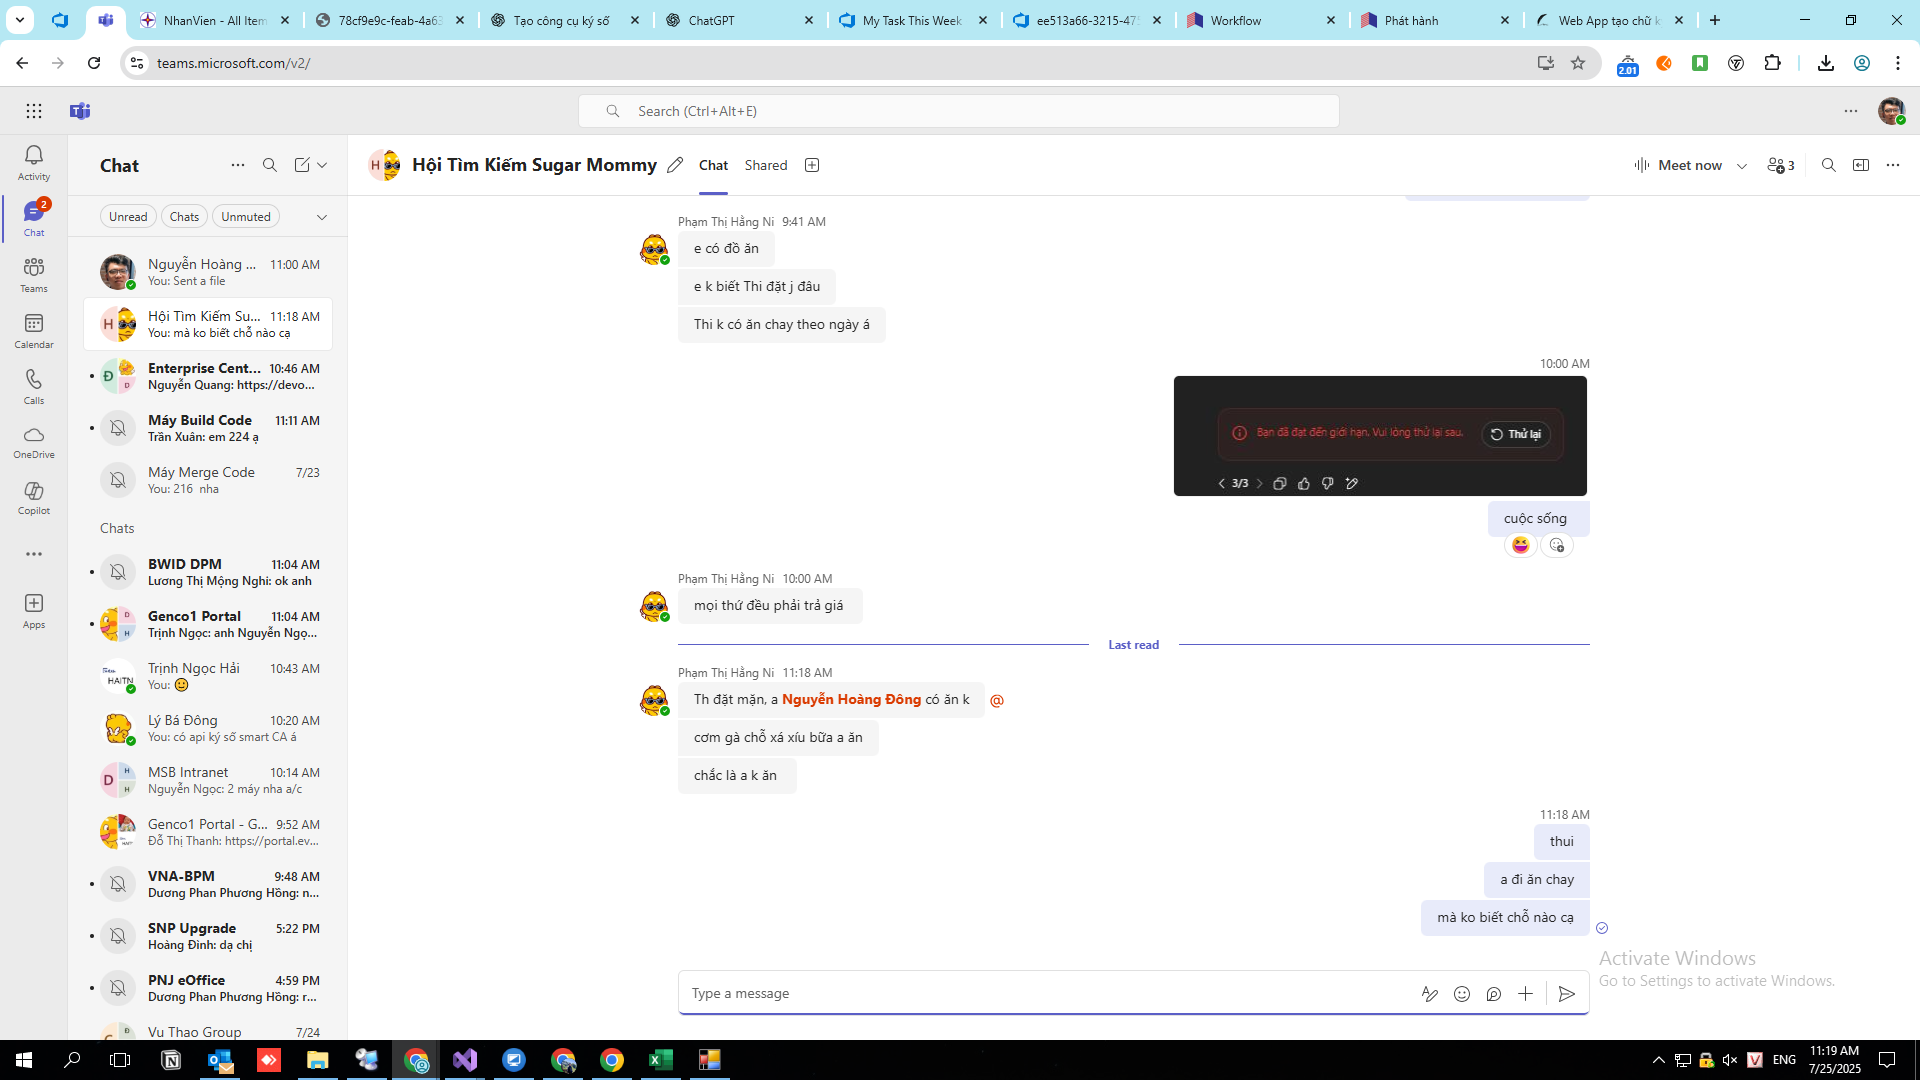 NhanVien - All Item
78cf9e9c-feab-4a63
Tạo công cụ ký số
ChatGPT
My Task This Week
ee513a66-3215-475
Workflow
Phát hành
Web App tạo chữ k
teams.microsoft.com/v2/
2.01
Search (Ctrl+Alt+E)
Activity
2
Chat
Teams
Calendar
Calls
OneDrive
Copilot
Apps
Chat
Unread
Chats
Unmuted
Nguyễn Hoàng ... 11:00 AM
You: Sent a file
H
Hội Tìm Kiếm Su... 11:18 AM
You: mà ko biết chỗ nào cạ
Đ
D
Enterprise Cent... 10:46 AM
Nguyễn Quang: https://devo...
Máy Build Code 11:11 AM
Trần Xuân: em 224 ạ
Máy Merge Code 7/23
You: 216 nha
Chats
BWID DPM 11:04 AM
Lương Thị Mộng Nghi: ok anh
D
H
Genco1 Portal 11:04 AM
Trịnh Ngọc: anh Nguyễn Ngọ...
HAITN
Trịnh Ngọc Hải 10:43 AM
You:
Lý Bá Đông 10:20 AM
You: có api ký số smart CA á
D
H
H
MSB Intranet 10:14 AM
Nguyễn Ngọc: 2 máy nha a/c
Genco1 Portal - G... 9:52 AM
Đỗ Thị Thanh: https://portal.ev...
VNA-BPM 9:48 AM
Dương Phan Phương Hồng: n...
SNP Upgrade 5:22 PM
Hoàng Đinh: dạ chị
PNJ eOffice 4:59 PM
Dương Phan Phương Hồng: r...
Đ
Vu Thao Group 7/24
H
Hội Tìm Kiếm Sugar Mommy
Chat
Shared
Meet now
3
Phạm Thị Hằng Ni 9:41 AM
e có đồ ăn
e k biết Thi đặt j đâu
Thi k có ăn chay theo ngày á
10:00 AM
Bạn đã đạt đến giới hạn. Vui lòng thử lại sau.
Thử lại
3/3
cuộc sống
Phạm Thị Hằng Ni 10:00 AM
mọi thứ đều phải trả giá
Last read
Phạm Thị Hằng Ni 11:18 AM
Th đặt mặn, a Nguyễn Hoàng Đông có ăn k @
cơm gà chỗ xá xíu bữa a ăn
chắc là a k ăn
11:18 AM
thui
a đi ăn chay
mà ko biết chỗ nào cạ
Type a message
Activate Windows
Go to Settings to activate Windows.
ENG
11:19 AM
7/25/2025